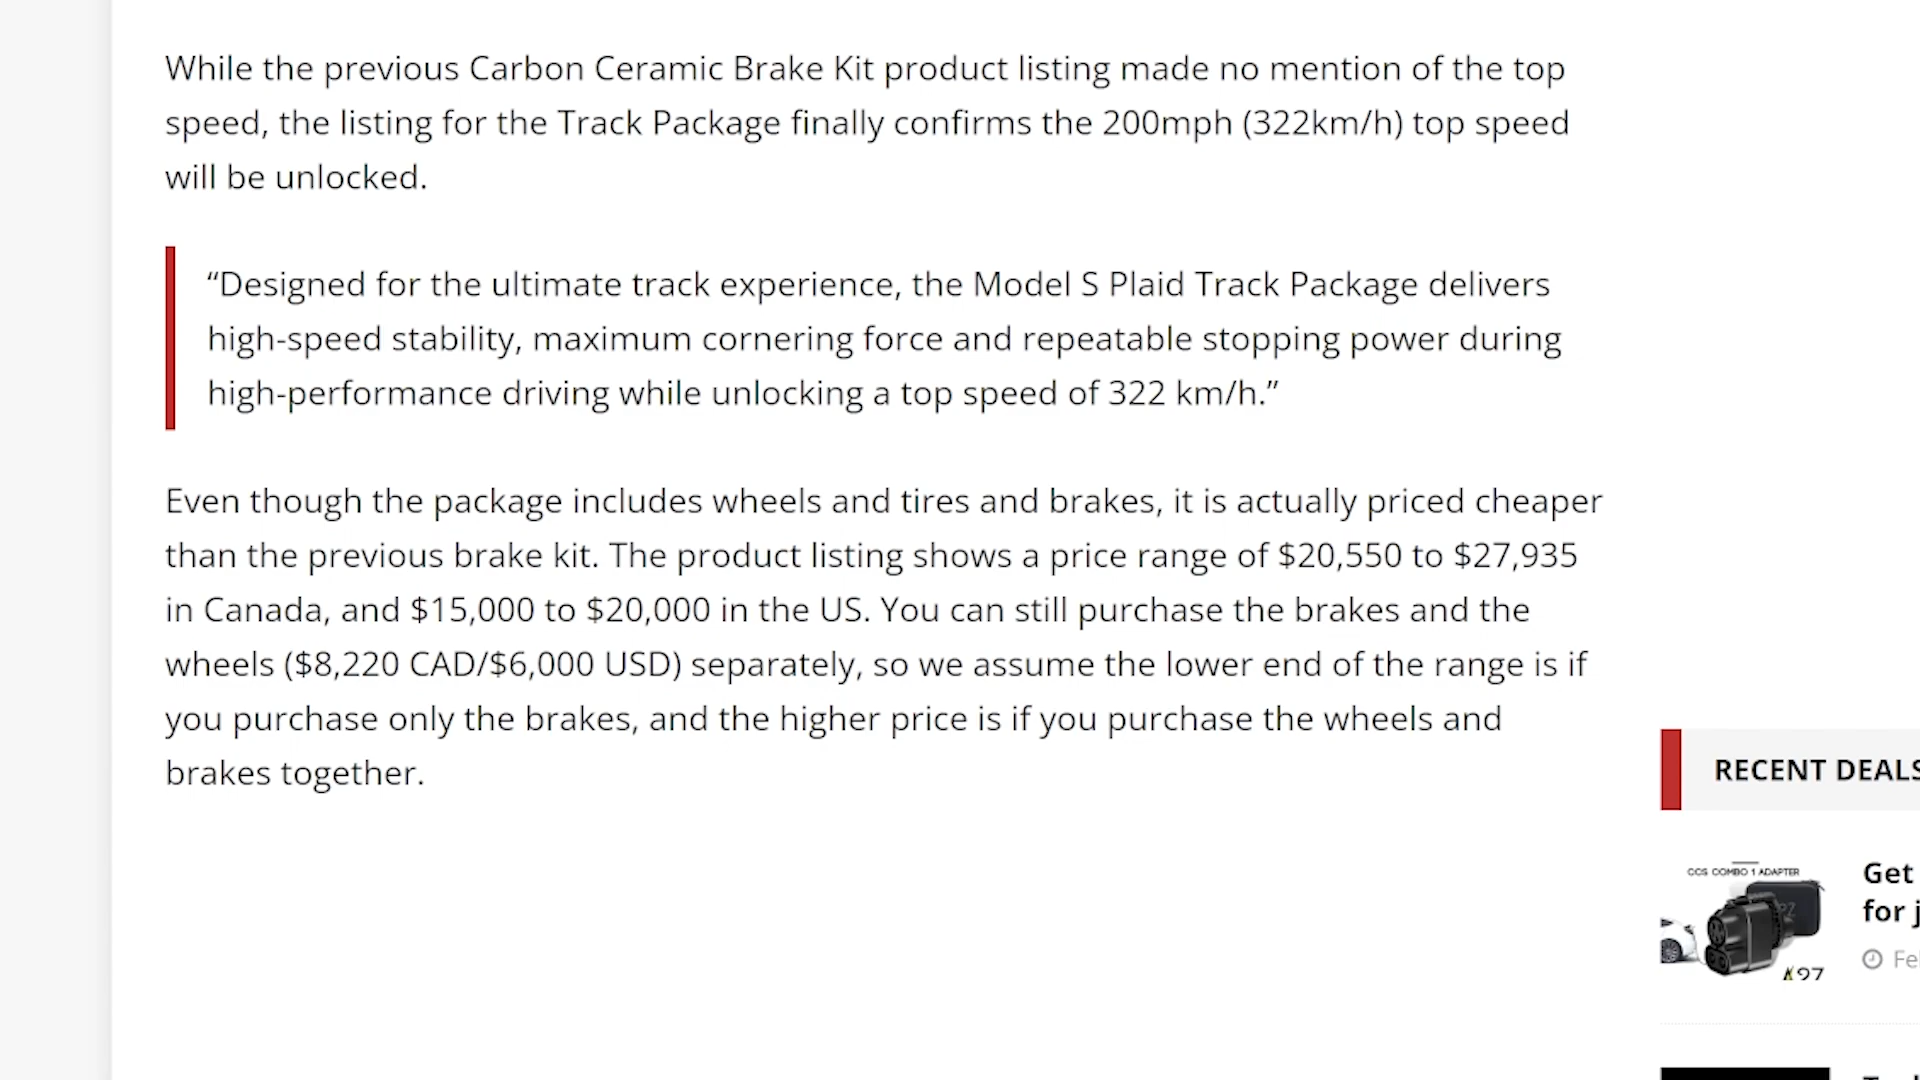 While the previous Carbon Ceramic Brake Kit product listing made no mention of the top
speed, the listing for the Track Package finally confirms the 200mph (322km/h) top speed
will be unlocked.
“Designed for the ultimate track experience, the Model S Plaid Track Package delivers
high-speed stability, maximum cornering force and repeatable stopping power during
high-performance driving while unlocking a top speed of 322 km/h.”
Even though the package includes wheels and tires and brakes, it is actually priced cheaper
than the previous brake kit. The product listing shows a price range of $20,550 to $27,935
in Canada, and $15,000 to $20,000 in the US. You can still purchase the brakes and the
wheels ($8,220 CAD/$6,000 USD) separately, so we assume the lower end of the range is if
you purchase only the brakes, and the higher price is if you purchase the wheels and
brakes together.
RECENT DEALS
CCS COMBO 1 ADAPTER
Get
for